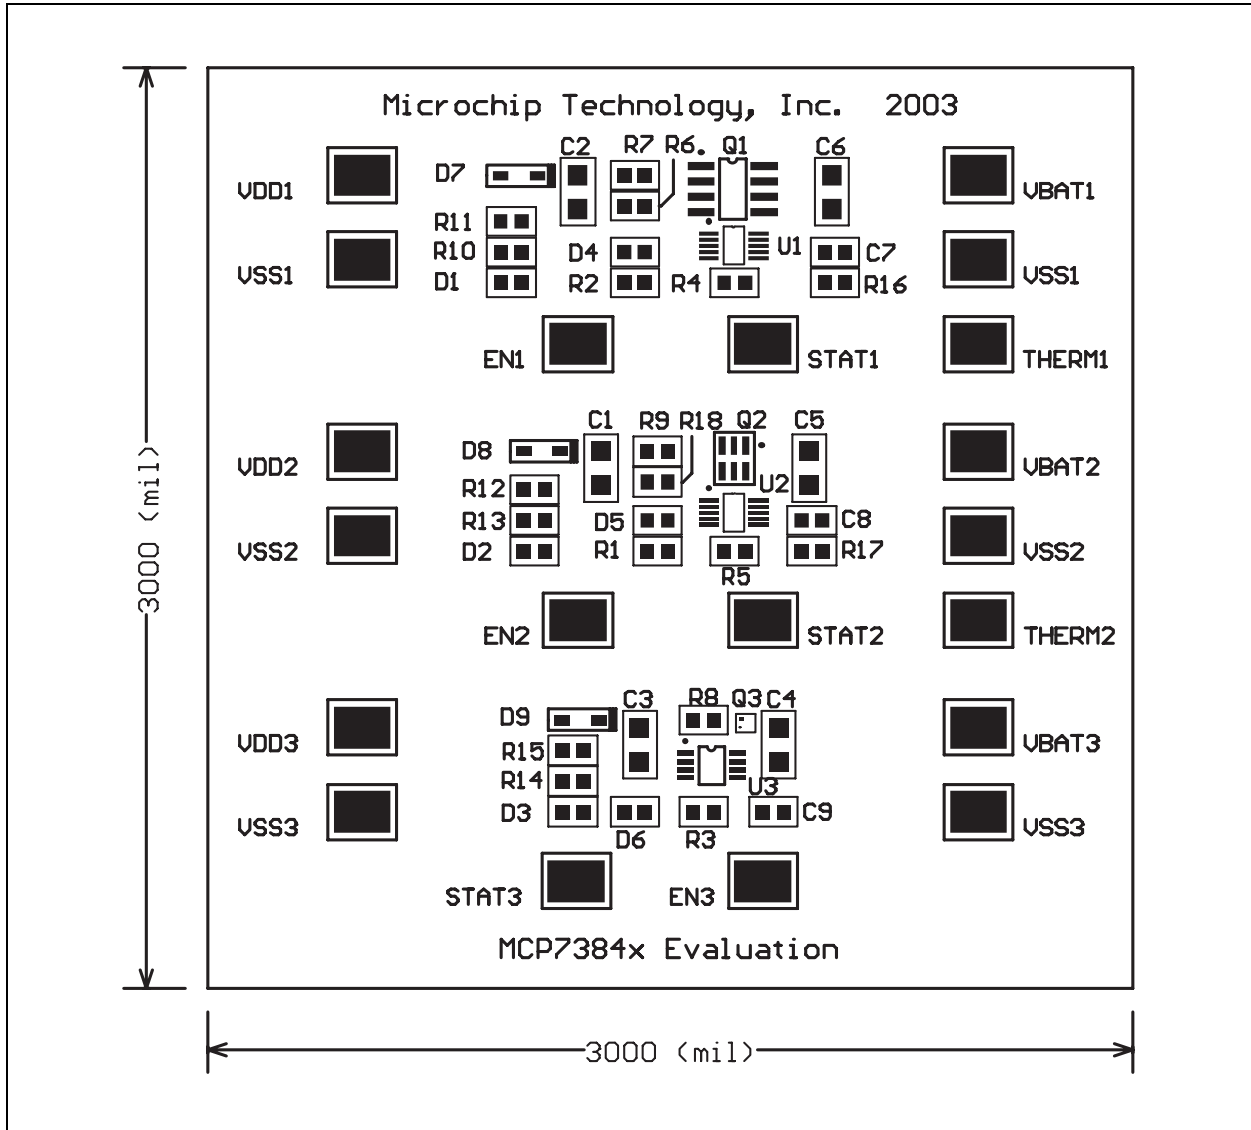 Microchip Technology, Inc. 2003
C2 R7 R6. Q1 C6
D7
VDD1 VBAT1
R11
R10 D4 U1 C7
VSS1 VSS1
D1 R2 R4 R16
EN1 STAT1 THERM1
C1 R9 R18 Q2 C5
D8
VDD2 VBAT2
R12 U2
R13 D5 C8
VSS2 D2 R1 R17 VSS2
R5
EN2 STAT2 THERM2
C3 R8 Q3 C4
D9
VDD3 VBAT3
R15
R14 U3
D3 C9
VSS3 VSS3
D6 R3
STAT3 EN3
MCP7384x Evaluation
3000 (mil)
3000 (mil)